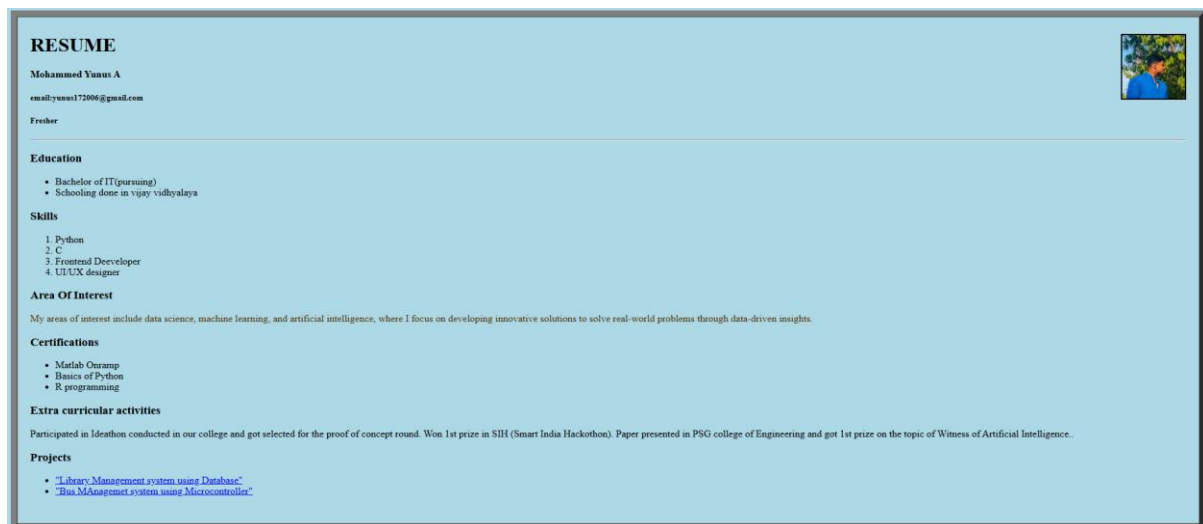 RESUME
Mohammed Yunus A
email:yunus172006@gmail.com
Fresher
Education
• Bachelor of IT(pursuing)
• Schooling done in vijay vidhyalaya
Skills
1. Python
2. C
3. Frontend Deeveloper
4. UI/UX designer
Area Of Interest
My areas of interest include data science, machine learning, and artificial intelligence, where I focus on developing innovative solutions to solve real-world problems through data-driven insights.
Certifications
• Matlab Onramp
• Basics of Python
• R programming
Extra curricular activities
Participated in Ideathon conducted in our college and got selected for the proof of concept round. Won 1st prize in SIH (Smart India Hackothon). Paper presented in PSG college of Engineering and got 1st prize on the topic of Witness of Artificial Intelligence..
Projects
• "Library Management system using Database"
• "Bus MAnagemet system using Microcontroller"